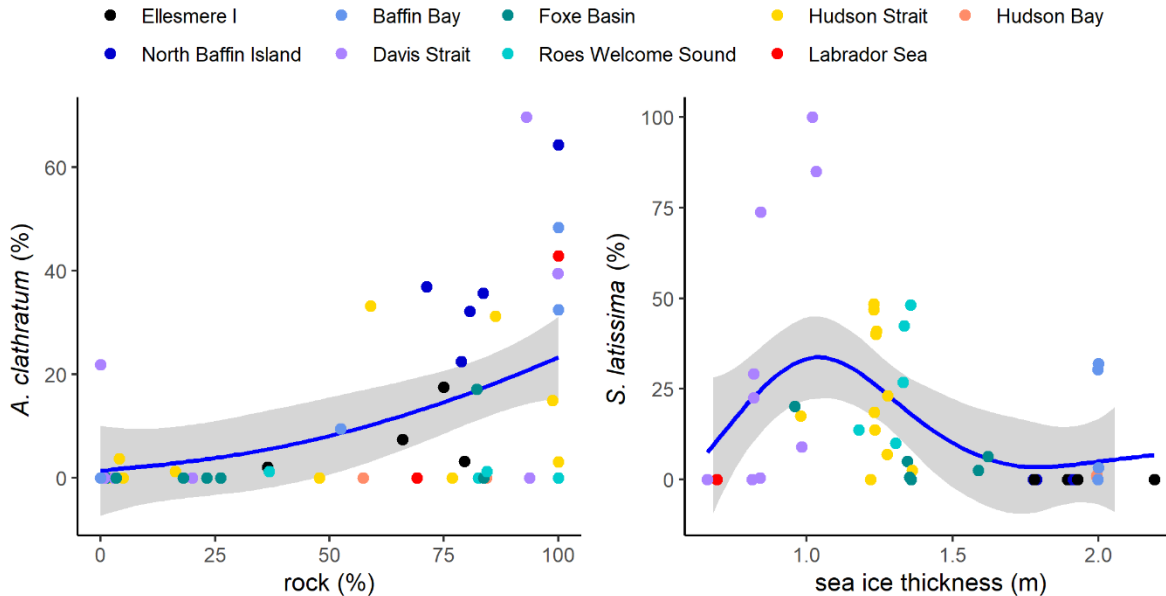 Ellesmere I Baffin Bay Foxe Basin Hudson Strait Hudson Bay
North Baffin Island Davis Strait Roes Welcome Sound Labrador Sea
A. clathratum (%)
60
40
20
0
0 25 50 75 100
rock (%)
S. latissima (%)
100
75
50
25
0
1.0 1.5 2.0
sea ice thickness (m)